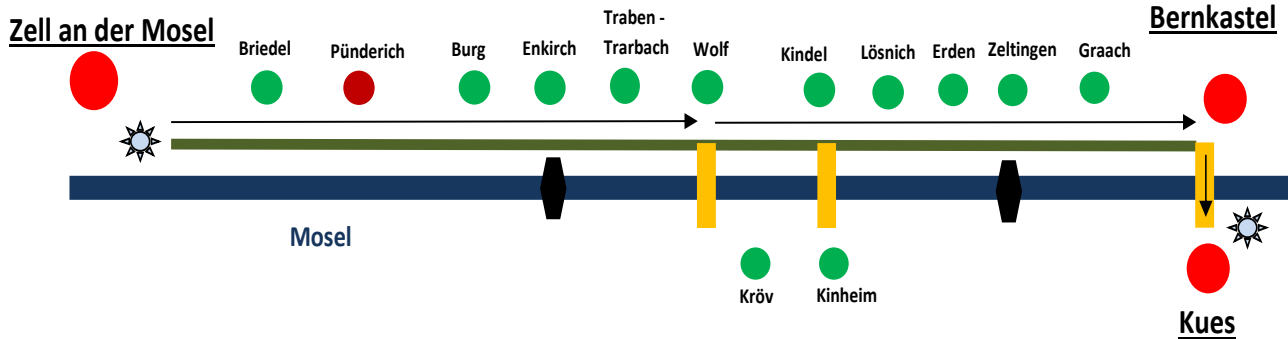 Zell an der Mosel
Briedel
Pünderich
Burg
Enkirch
Traben -
Trarbach
Wolf
Kindel
Lösnich
Erden
Zeltingen
Graach
Bernkastel
Mosel
Kröv
Kinheim
Kues